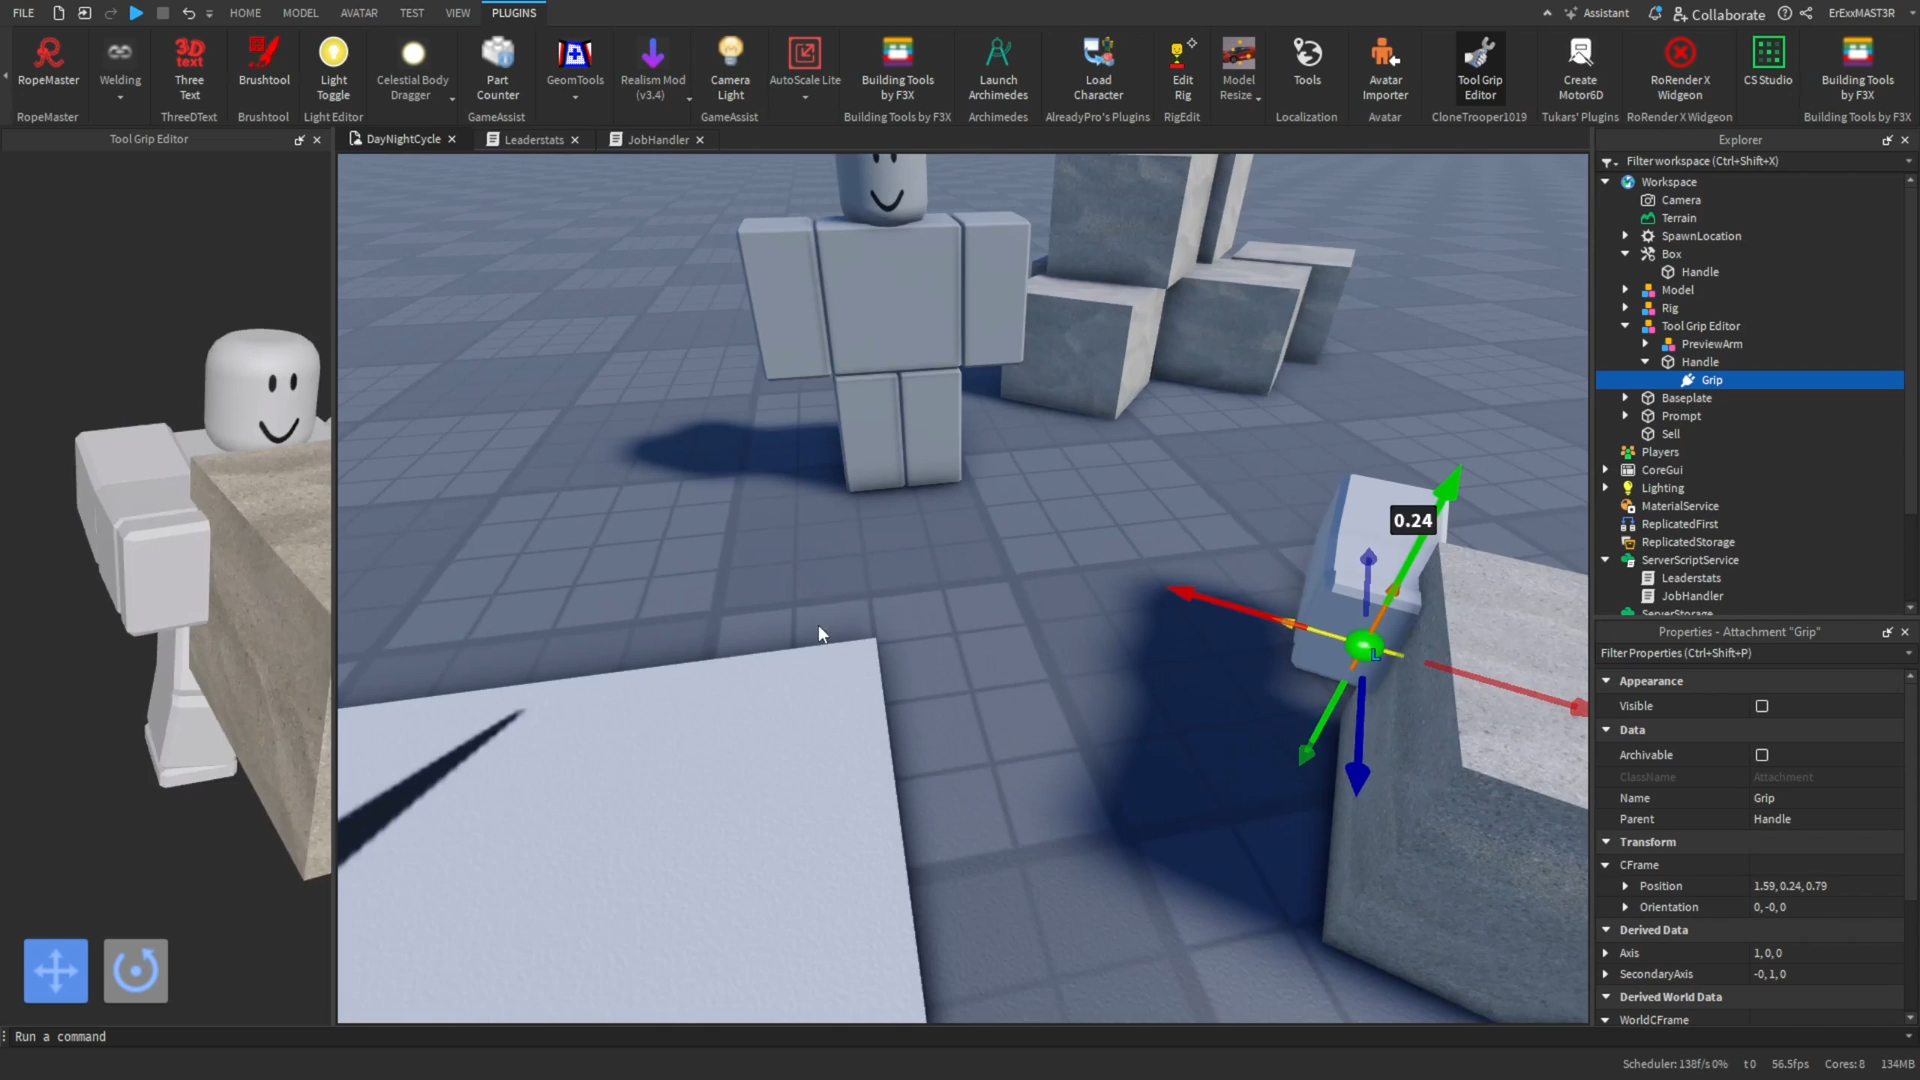 FILE HOME MODEL AVATAR TEST VIEW PLUGINS Assistant Collaborate ErExxMAST3R
RopeMaster Welding Three Text Brushtool Light Toggle Celestial Body Dragger Part Counter GeomTools Realism Mod (v3.4) Camera Light AutoScale Lite Building Tools by F3X Launch Archimedes Load Character Edit Rig Model Resize Tools Avatar Importer Tool Grip Editor Create Motor6D RoRender X Widgeon CS Studio Building Tools by F3X
RopeMaster ThreeDText Brushtool Light Editor GameAssist GameAssist Building Tools by F3X Archimedes AlreadyPro's Plugins RigEdit Localization Avatar CloneTrooper1019 Tukars' Plugins RoRender X Widgeon Building Tools by F3X
Tool Grip Editor DayNightCycle Leaderstats JobHandler Explorer
Filter workspace (Ctrl+Shift+X)
Workspace
Camera
Terrain
SpawnLocation
Box
Handle
Model
Rig
Tool Grip Editor
PreviewArm
Handle
Grip
Baseplate
Prompt
Sell
Players
CoreGui
Lighting
MaterialService
ReplicatedFirst
ReplicatedStorage
ServerScriptService
Leaderstats
JobHandler
ServerStorage
0.24
L
Properties - Attachment "Grip"
Filter Properties (Ctrl+Shift+P)
Appearance
Visible
Data
Archivable
ClassName Attachment
Name Grip
Parent Handle
Transform
CFrame
Position 1.59, 0.24, 0.79
Orientation 0, -0, 0
Derived Data
Axis 1, 0, 0
SecondaryAxis -0, 1, 0
Derived World Data
WorldCFrame
Run a command
Scheduler: 138f/s 0% t 0 56.5fps Cores: 8 134MB